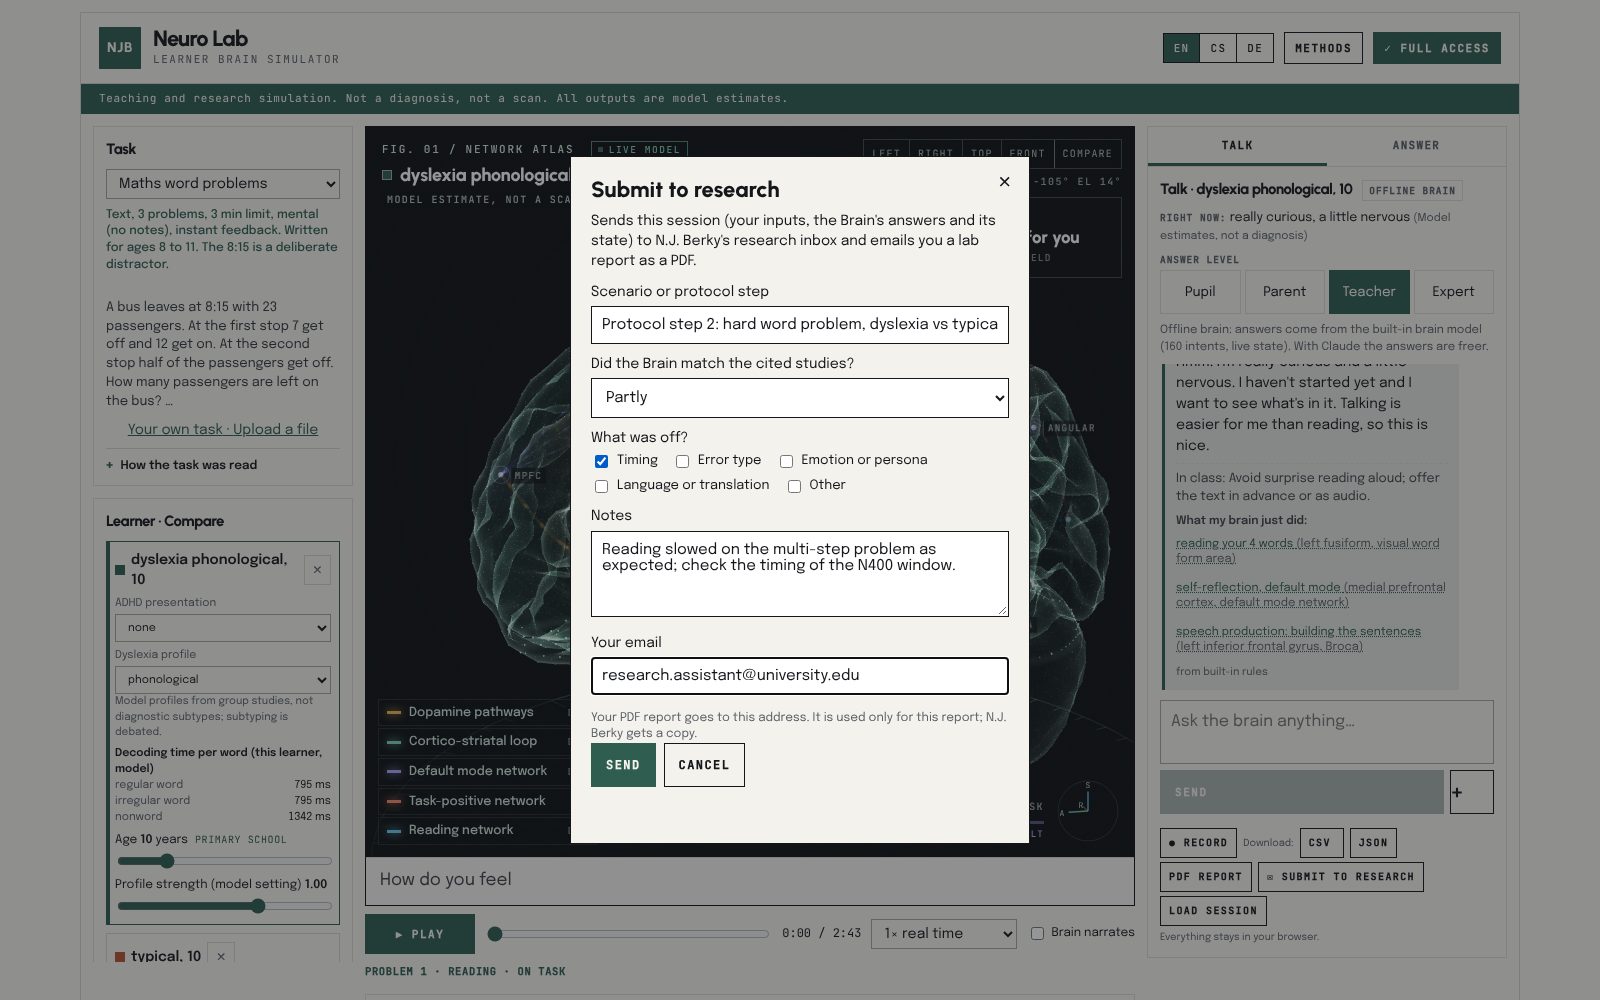 NJB
Neuro Lab
LEARNER BRAIN SIMULATOR
EN
CS
DE
METHODS
✓ FULL ACCESS
Teaching and research simulation. Not a diagnosis, not a scan. All outputs are model estimates.
Task
Maths word problems
Text, 3 problems, 3 min limit, mental
(no notes), instant feedback. Written
for ages 8 to 11. The 8:15 is a deliberate
distractor.
A bus leaves at 8:15 with 23
passengers. At the first stop 7 get
off and 12 get on. At the second
stop half of the passengers get off.
How many passengers are left on
the bus? …
Your own task · Upload a file
+ How the task was read
Learner · Compare
dyslexia phonological,
10
×
ADHD presentation
none
Dyslexia profile
phonological
Model profiles from group studies, not
diagnostic subtypes; subtyping is
debated.
Decoding time per word (this learner,
model)
regular word 795 ms
irregular word 795 ms
nonword 1342 ms
Age 10 years PRIMARY SCHOOL
Profile strength (model setting) 1.00
typical, 10 ×
FIG. 01 / NETWORK ATLAS
LIVE MODEL
LEFT
RIGHT
TOP
FRONT
COMPARE
dyslexia phonological
-105° EL 14°
MODEL ESTIMATE, NOT A SCA
for you
ELD
MPFC
ANGULAR
Dopamine pathways
Cortico-striatal loop
Default mode network
Task-positive network
Reading network
SK
LT
S
A
R
How do you feel
▶ PLAY
0:00 / 2:43
1× real time
Brain narrates
PROBLEM 1 · READING · ON TASK
Submit to research
✕
Sends this session (your inputs, the Brain's answers and its
state) to N.J. Berky's research inbox and emails you a lab
report as a PDF.
Scenario or protocol step
Protocol step 2: hard word problem, dyslexia vs typica
Did the Brain match the cited studies?
Partly
What was off?
Timing
Error type
Emotion or persona
Language or translation
Other
Notes
Reading slowed on the multi-step problem as
expected; check the timing of the N400 window.
Your email
research.assistant@university.edu
Your PDF report goes to this address. It is used only for this report; N.J.
Berky gets a copy.
SEND
CANCEL
TALK
ANSWER
Talk · dyslexia phonological, 10 OFFLINE BRAIN
RIGHT NOW: really curious, a little nervous (Model
estimates, not a diagnosis)
ANSWER LEVEL
Pupil
Parent
Teacher
Expert
Offline brain: answers come from the built-in brain model
(160 intents, live state). With Claude the answers are freer.
nervous. I haven't started yet and I
want to see what's in it. Talking is
easier for me than reading, so this is
nice.
In class: Avoid surprise reading aloud; offer
the text in advance or as audio.
What my brain just did:
reading your 4 words (left fusiform, visual word
form area)
self-reflection, default mode (medial prefrontal
cortex, default mode network)
speech production: building the sentences
(left inferior frontal gyrus, Broca)
from built-in rules
Ask the brain anything…
SEND
+
● RECORD
Download:
CSV
JSON
PDF REPORT
✉ SUBMIT TO RESEARCH
LOAD SESSION
Everything stays in your browser.